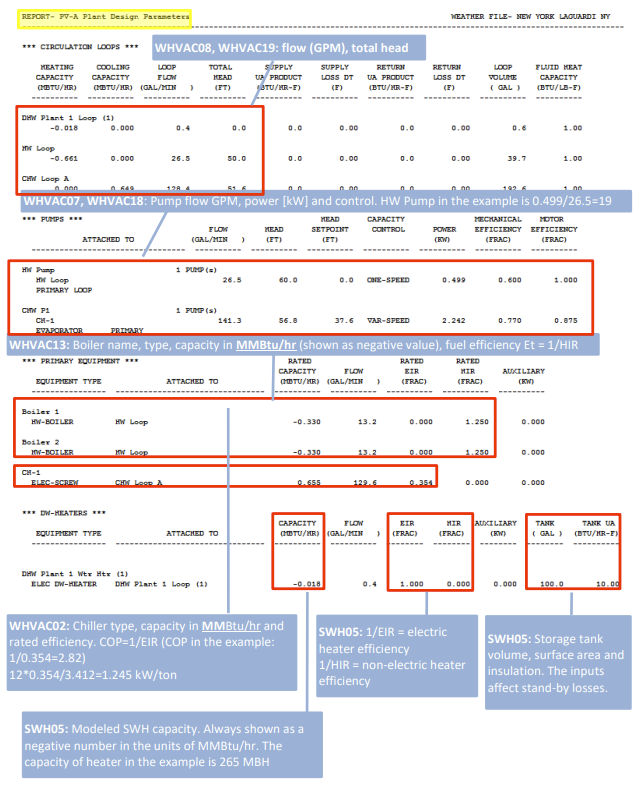 REPORT- PV-A Plant Design Parameters WEATHER FILE- NEW YORK LAGUARDI NY
*** CIRCULATION LOOPS ***
WHVAC08, WHVAC19: flow (GPM), total head
HEATING COOLING LOOP TOTAL SUPPLY SUPPLY RETURN RETURN LOOP FLUID HEAT
CAPACITY CAPACITY FLOW HEAD UA PRODUCT LOSS DT UA PRODUCT LOSS DT VOLUME CAPACITY
(MBTU/HR) (MBTU/HR) (GAL/MIN ) (FT) (BTU/HR-F) (F) (BTU/HR-F) (F) ( GAL ) (BTU/LB-F)
DHW Plant 1 Loop (1)
-0.018 0.000 0.4 0.0 0.0 0.00 0.0 0.00 0.6 1.00
HW Loop
-0.661 0.000 26.5 50.0 0.0 0.00 0.0 0.00 39.7 1.00
CHW Loop A
0.000 0.649 128.4 51.6 0.0 0.00 0.0 0.00 192.6 1.00
WHVAC07, WHVAC18: Pump flow GPM, power [kW] and control. HW Pump in the example is 0.499/26.5=19
*** PUMPS ***
HEAD CAPACITY MECHANICAL MOTOR
FLOW HEAD SETPOINT CONTROL POWER EFFICIENCY EFFICIENCY
ATTACHED TO (GAL/MIN ) (FT) (FT) (KW) (FRAC) (FRAC)
HW Pump 1 PUMP(s)
HW Loop 26.5 60.0 0.0 ONE-SPEED 0.499 0.600 1.000
PRIMARY LOOP
CHW P1 1 PUMP(s)
CH-1 141.3 56.8 37.6 VAR-SPEED 2.242 0.770 0.875
EVAPORATOR PRIMARY
WHVAC13: Boiler name, type, capacity in MMBtu/hr (shown as negative value), fuel efficiency Et = 1/HIR
*** PRIMARY EQUIPMENT ***
RATED RATED RATED
CAPACITY FLOW EIR HIR AUXILIARY
EQUIPMENT TYPE ATTACHED TO (MBTU/HR) (GAL/MIN ) (FRAC) (FRAC) (KW)
Boiler 1
HW-BOILER HW Loop -0.330 13.2 0.000 1.250 0.000
Boiler 2
HW-BOILER HW Loop -0.330 13.2 0.000 1.250 0.000
CH-1
ELEC-SCREW CHW Loop A 0.655 129.6 0.354 0.000 0.000
*** DW-HEATERS ***
CAPACITY FLOW EIR HIR AUXILIARY TANK TANK UA
EQUIPMENT TYPE ATTACHED TO (MBTU/HR) (GAL/MIN ) (FRAC) (FRAC) (KW) ( GAL ) (BTU/HR-F)
DHW Plant 1 Wtr Htr (1)
ELEC DW-HEATER DHW Plant 1 Loop (1) -0.018 0.4 1.000 0.000 0.000 100.0 10.00
WHVAC02: Chiller type, capacity in MMBtu/hr and
rated efficiency. COP=1/EIR (COP in the example:
1/0.354=2.82)
12*0.354/3.412=1.245 kW/ton
SWH05: 1/EIR = electric
heater efficiency
1/HIR = non-electric heater
efficiency
SWH05: Storage tank
volume, surface area and
insulation. The inputs
affect stand-by losses.
SWH05: Modeled SWH capacity. Always shown as a
negative number in the units of MMBtu/hr. The
capacity of heater in the example is 265 MBH